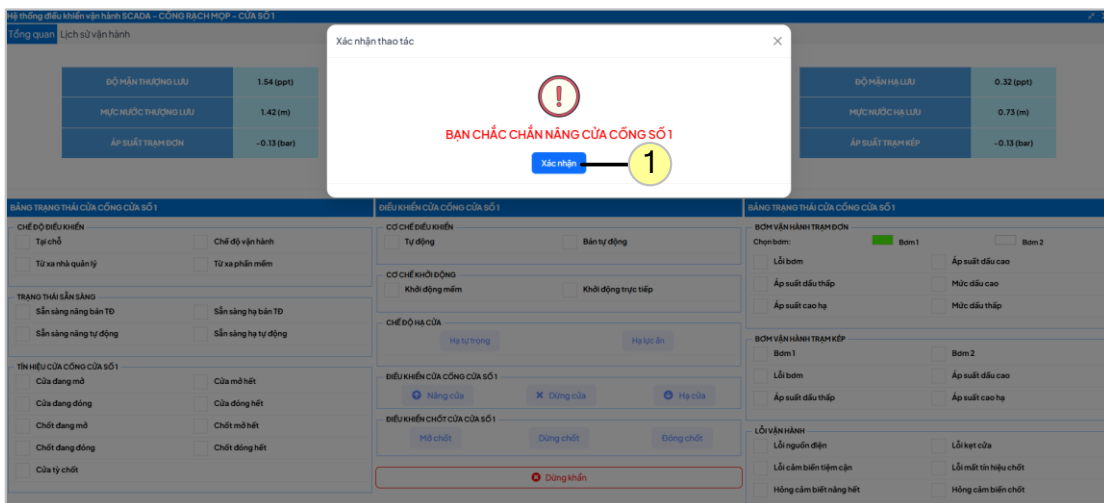 Hệ thống điều khiển vận hành SCADA - CỐNG RẠCH MỌP - CỬA SỐ 1
Tổng quan Lịch sử vận hành
Xác nhận thao tác
BẠN CHẮC CHẮN NÂNG CỬA CỐNG SỐ 1
Xác nhận
1
ĐỘ MẶN THƯỢNG LƯU 1.54 (ppt)
MỰC NƯỚC THƯỢNG LƯU 1.42 (m)
ÁP SUẤT TRẠM ĐƠN -0.13 (bar)
ĐỘ MẶN HẠ LƯU 0.32 (ppt)
MỰC NƯỚC HẠ LƯU 0.73 (m)
ÁP SUẤT TRẠM KÉP -0.13 (bar)
BẢNG TRẠNG THÁI CỬA CỐNG CỬA SỐ 1
CHẾ ĐỘ ĐIỀU KHIỂN
Tại chỗ Chế độ vận hành
Từ xa nhà quản lý Từ xa phần mềm
TRẠNG THÁI SẴN SÀNG
Sẵn sàng nâng bán TĐ Sẵn sàng hạ bán TĐ
Sẵn sàng nâng tự động Sẵn sàng hạ tự động
TÍN HIỆU CỬA CỐNG CỬA SỐ 1
Cửa đang mở Cửa mở hết
Cửa đang đóng Cửa đóng hết
Chốt đang mở Chốt mở hết
Chốt đang đóng Chốt đóng hết
Cửa tỳ chốt
ĐIỀU KHIỂN CỬA CỐNG CỬA SỐ 1
CƠ CHẾ ĐIỀU KHIỂN
Tự động Bán tự động
CƠ CHẾ KHỞI ĐỘNG
Khởi động mềm Khởi động trực tiếp
CHẾ ĐỘ HẠ CỬA
Hạ tự trọng Hạ lực ấn
ĐIỀU KHIỂN CỬA CỐNG CỬA SỐ 1
Nâng cửa Dừng cửa Hạ cửa
ĐIỀU KHIỂN CHỐT CỬA CỬA SỐ 1
Mở chốt Dừng chốt Đóng chốt
Dừng khẩn
BẢNG TRẠNG THÁI CỬA CỐNG CỬA SỐ 1
BƠM VẬN HÀNH TRẠM ĐƠN
Chọn bơm: Bơm 1 Bơm 2
Lỗi bơm Áp suất dầu cao
Áp suất dầu thấp Mức dầu cao
Áp suất cao hạ Mức dầu thấp
BƠM VẬN HÀNH TRẠM KÉP
Bơm 1 Bơm 2
Lỗi bơm Áp suất dầu cao
Áp suất dầu thấp Áp suất cao hạ
LỖI VẬN HÀNH
Lỗi nguồn điện Lỗi kẹt cửa
Lỗi cảm biến tiệm cận Lỗi mất tín hiệu chốt
Hỏng cảm biết nâng hết Hỏng cảm biến chốt